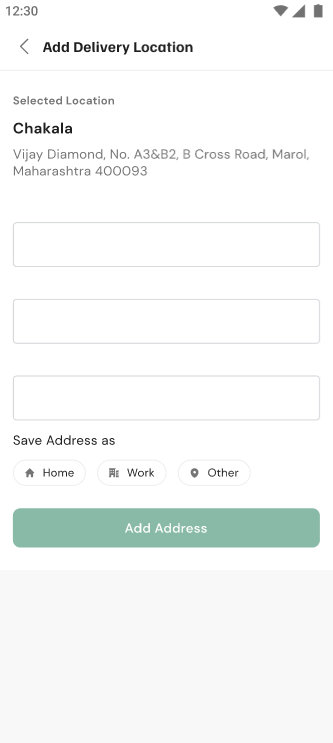 12:30
Add Delivery Location
Selected Location
Chakala
Vijay Diamond, No. A3&B2, B Cross Road, Marol,
Maharashtra 400093
Save Address as
Home Work Other
Add Address